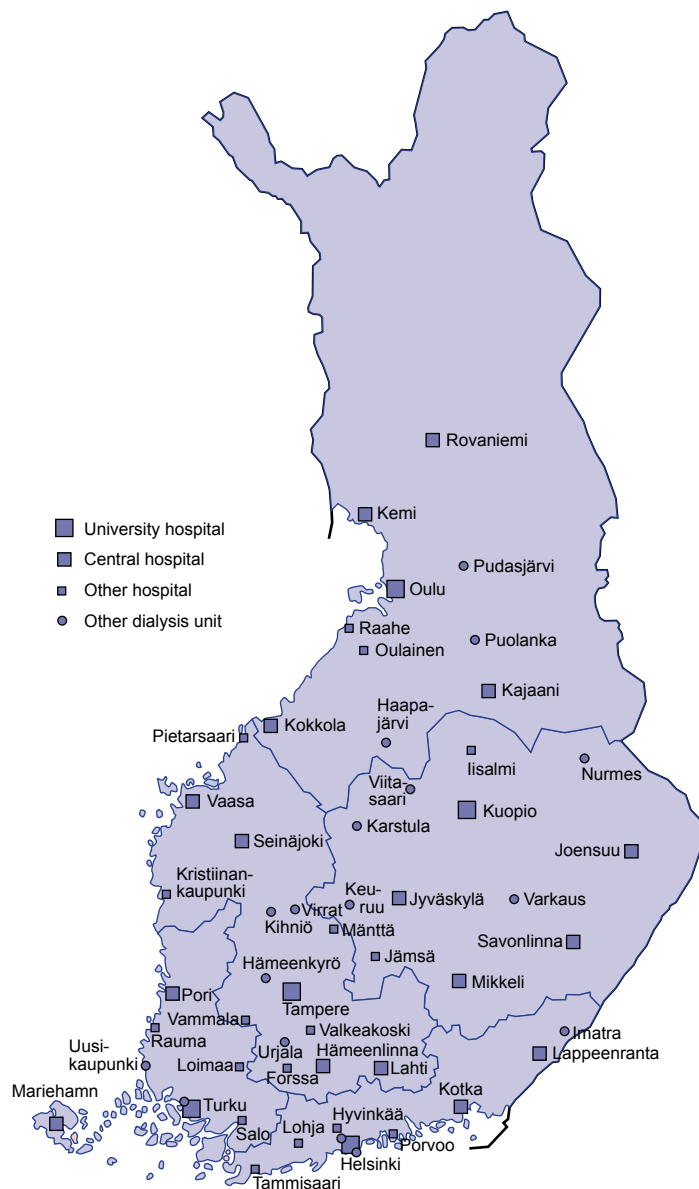 Rovaniemi
Kemi
University hospital
Central hospital
Other hospital
Other dialysis unit
Pudasjärvi
Oulu
Raahe
Oulainen
Puolanka
Kajaani
Haapa-
järvi
Kokkola
Pietarsaari
Iisalmi
Nurmes
Viita-
saari
Vaasa
Kuopio
Karstula
Seinäjoki
Joensuu
Kristiinan-
kaupunki
Keu-
ruu
Jyväskylä
Varkaus
Virrat
Kihniö
Mänttä
Savonlinna
Jämsä
Hämeenkyrö
Mikkeli
Pori
Tampere
Vammala
Valkeakoski
Rauma
Imatra
Uusi-
kaupunki
Urjala
Hämeenlinna
Lappeenranta
Loimaa
Forssa
Lahti
Mariehamn
Turku
Kotka
Salo
Lohja
Hyvinkää
Porvoo
Helsinki
Tammisaari